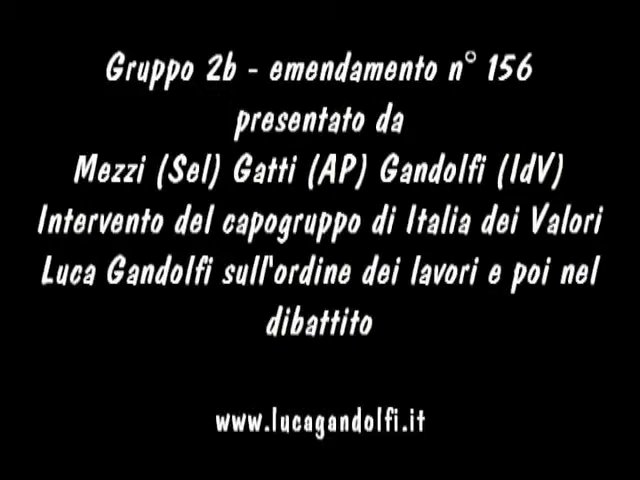 Gruppo 2b - emendamento n° 156
presentato da
Mezzi (Sel) Gatti (AP) Gandolfi (IdV)
Intervento del capogruppo di Italia dei Valori
Luca Gandolfi sull'ordine dei lavori e poi nel
dibattito
www.lucagandolfi.it